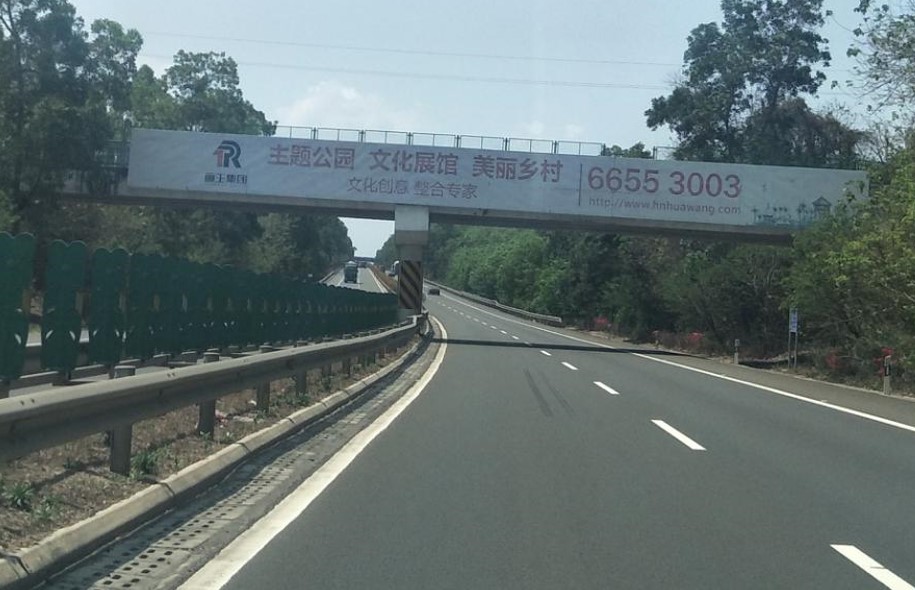 主题公园 文化展馆 美丽乡村
文化创意 整合专家
画王集团
6655 3003
http://www.hnhuawang.com